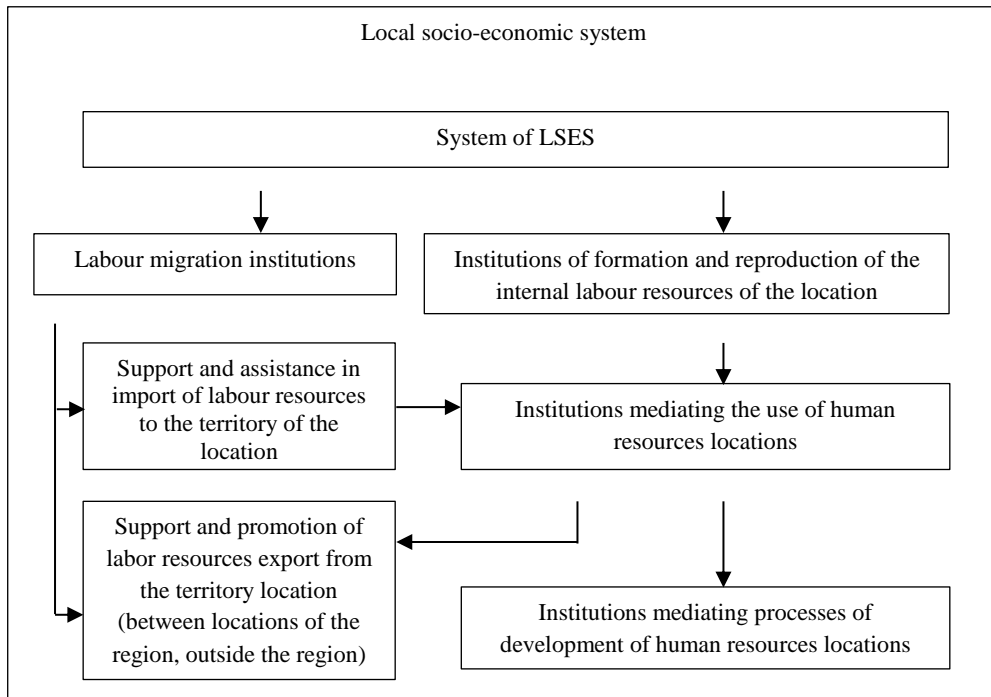 Local socio-economic system
System of LSES
Labour migration institutions
Institutions of formation and reproduction of the
internal labour resources of the location
Support and assistance in
import of labour resources
to the territory of the
location
Institutions mediating the use of human
resources locations
Support and promotion of
labor resources export from
the territory location
(between locations of the
region, outside the region)
Institutions mediating processes of
development of human resources locations